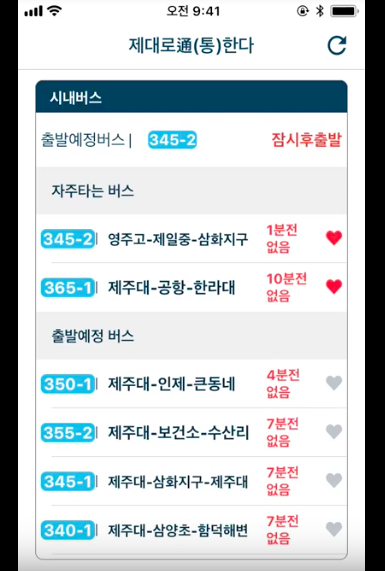 오전 9:41
제대로通(통)한다
시내버스
출발예정버스 | 345-2 잠시후출발
자주타는 버스
345-2| 영주고-제일중-삼화지구 1분전
없음
365-1| 제주대-공항-한라대 10분전
없음
출발예정 버스
350-1| 제주대-인제-큰동네 4분전
없음
355-2| 제주대-보건소-수산리 7분전
없음
345-1| 제주대-삼화지구-제주대 7분전
없음
340-1| 제주대-삼양초-함덕해변 7분전
없음